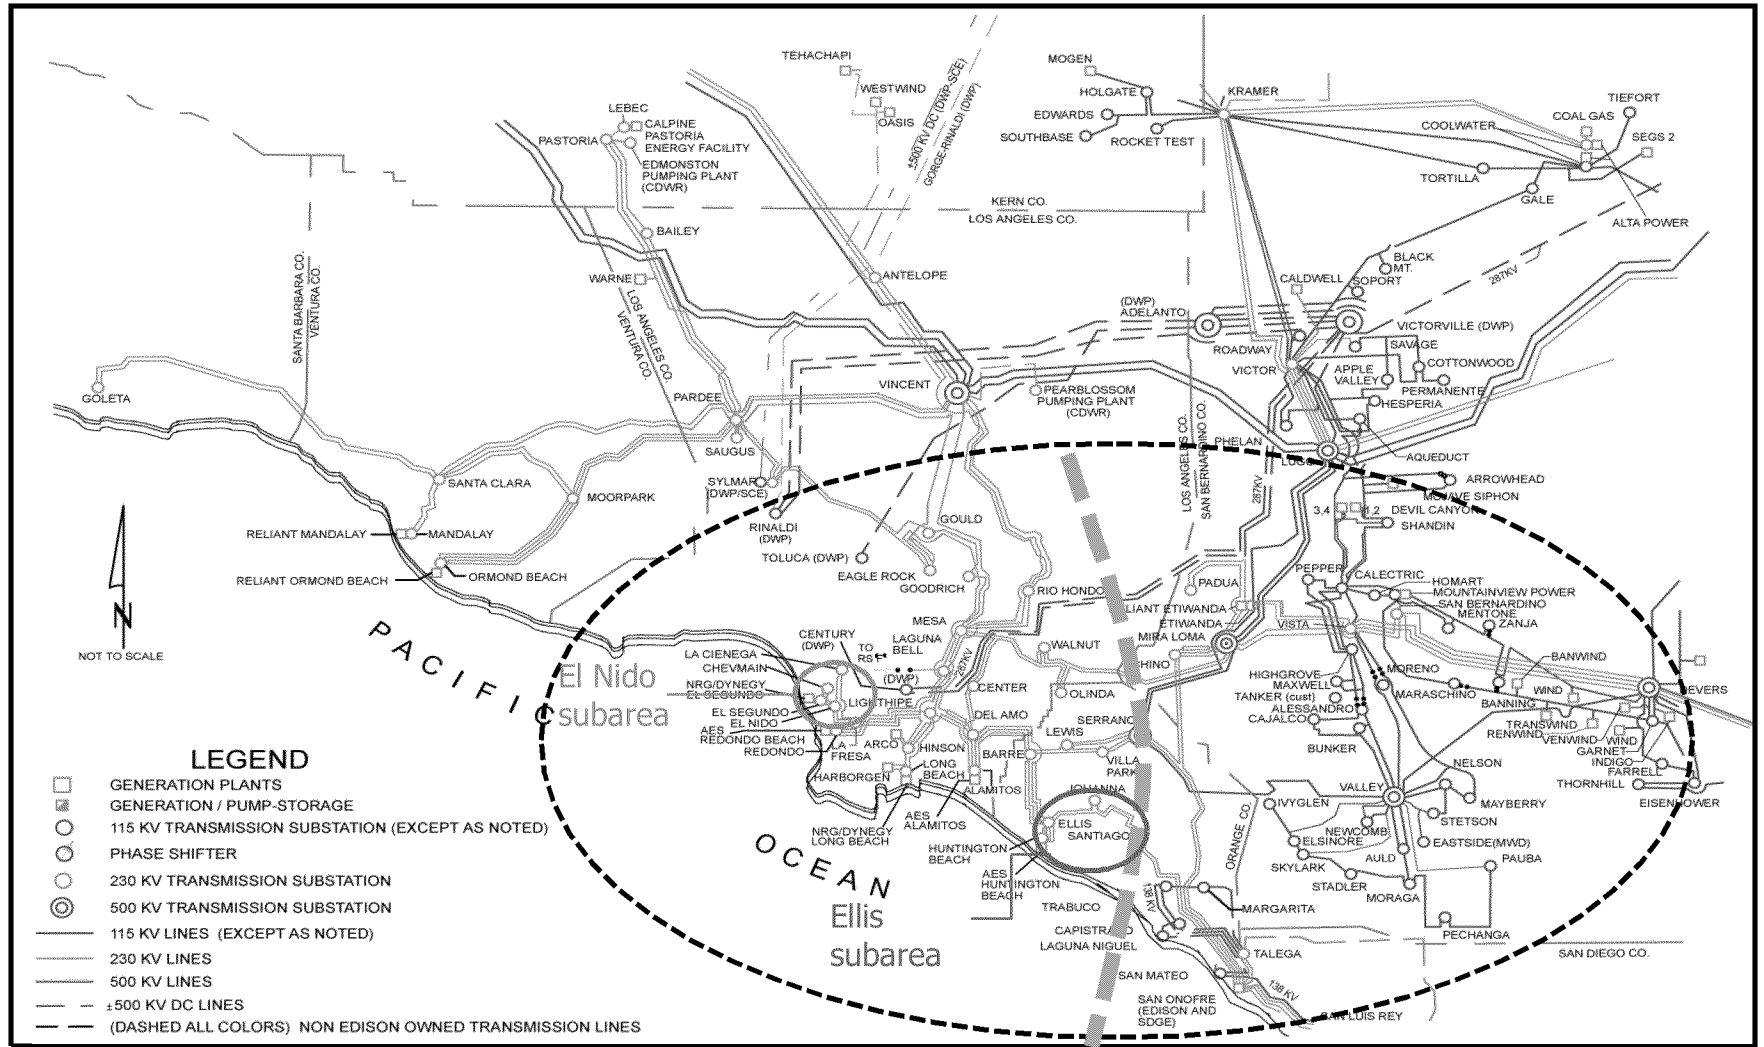 TEHACHAPI
WESTWIND
OASIS
±500 KV DC (DWP-SCE)
GORGE-RINALDI (DWP)
MOGEN
HOLGATE
EDWARDS
SOUTHBASE
ROCKET TEST
KRAMER
COOLWATER
COAL GAS
TIEFORT
SEGS 2
TORTILLA
GALE
ALTA POWER
LEBEC
CALPINE
PASTORIA
ENERGY FACILITY
PASTORIA
EDMONSTON
PUMPING PLANT
(CDWR)
KERN CO.
LOS ANGELES CO.
BAILEY
WARNE
SANTA BARBARA CO.
VENTURA CO.
LOS ANGELES CO.
VENTURA CO.
ANTELOPE
BLACK
MT.
287KV
CALDWELL
SOPORT
(DWP)
ADELANTO
VICTORVILLE (DWP)
SAVAGE
ROADWAY
COTTONWOOD
VICTOR
APPLE
VALLEY
PERMANENTE
HESPERIA
GOLETA
PARDEE
VINCENT
PEARBLOSSOM
PUMPING PLANT
(CDWR)
LOS ANGELES CO.
SAN BERNARDINO CO.
PHELAN
SAUGUS
AQUEDUCT
SANTA CLARA
MOORPARK
SYLMAR
(DWP/SCE)
287KV
ARROWHEAD
MOJAVE SIPHON
3,4
1,2
DEVIL CANYON
SHANDIN
RINALDI
(DWP)
GOULD
RELIANT MANDALAY
MANDALAY
TOLUCA (DWP)
EAGLE ROCK
GOODRICH
RELIANT ORMOND BEACH
ORMOND BEACH
RIO HONDO
PADUA
PEPPER
CALECTRIC
HOMART
MOUNTAINVIEW POWER
SAN BERNARDINO
MENTONE
ZANJA
ETIWANDA
MIRA LOMA
VISTA
N
NOT TO SCALE
MESA
CENTURY
(DWP)
TO
RS
LAGUNA
BELL
LA CIENEGA
CHEVMAIN
NRG/DYNEGY
EL SEGUNDO
(DWP)
287KV
WALNUT
CHINO
OLINDA
CENTER
HIGHGROVE
MAXWELL
TANKER (cust)
ALESSANDRO
CAJALCO
BUNKER
MORENO
MARASCHINO
BANWIND
WIND
BANNING
DEVERS
TRANSWIND
RENWIND
VENWIND
WIND
GARNET
INDIGO
FARRELL
THORNHILL
EISENHOWER
El Nido
subarea
EL SEGUNDO
EL NIDO
LIGHTHIPE
AES
REDONDO BEACH
REDONDO
LA
FRESA
ARCO
HINSON
DEL AMO
SERRANO
LEWIS
BARRE
VILLA
PARK
HARBORGEN
LONG
BEACH
ALAMITOS
NRG/DYNEGY
LONG BEACH
AES
ALAMITOS
JOHANNA
ELLIS
SANTIAGO
HUNTINGTON
BEACH
AES
HUNTINGTON
BEACH
VALLEY
NELSON
IVYGLEN
MAYBERRY
STETSON
NEWCOMB
ELSINORE
EASTSIDE(MWD)
AULD
PAUBA
SKYLARK
STADLER
MORAGA
PECHANGA
ORANGE CO.
PACIFIC
OCEAN
Ellis
subarea
TRABUCO
138 KV
MARGARITA
CAPISTRANO
LAGUNA NIGUEL
TALEGA
SAN DIEGO CO.
SAN MATEO
138 KV
SAN ONOFRE
(EDISON AND
SDGE)
SAN LUIS REY
LEGEND
GENERATION PLANTS
GENERATION / PUMP-STORAGE
115 KV TRANSMISSION SUBSTATION (EXCEPT AS NOTED)
PHASE SHIFTER
230 KV TRANSMISSION SUBSTATION
500 KV TRANSMISSION SUBSTATION
115 KV LINES (EXCEPT AS NOTED)
230 KV LINES
500 KV LINES
±500 KV DC LINES
(DASHED ALL COLORS) NON EDISON OWNED TRANSMISSION LINES